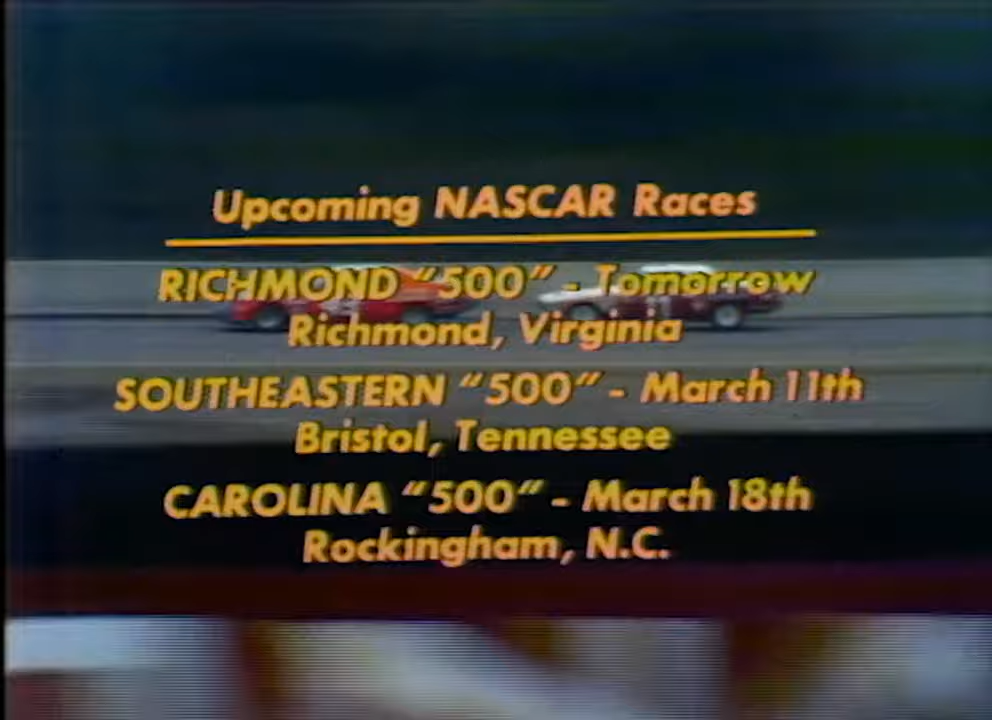 Upcoming NASCAR Races
RICHMOND "500" - Tomorrow
Richmond, Virginia
SOUTHEASTERN "500" - March 11th
Bristol, Tennessee
CAROLINA "500" - March 18th
Rockingham, N.C.